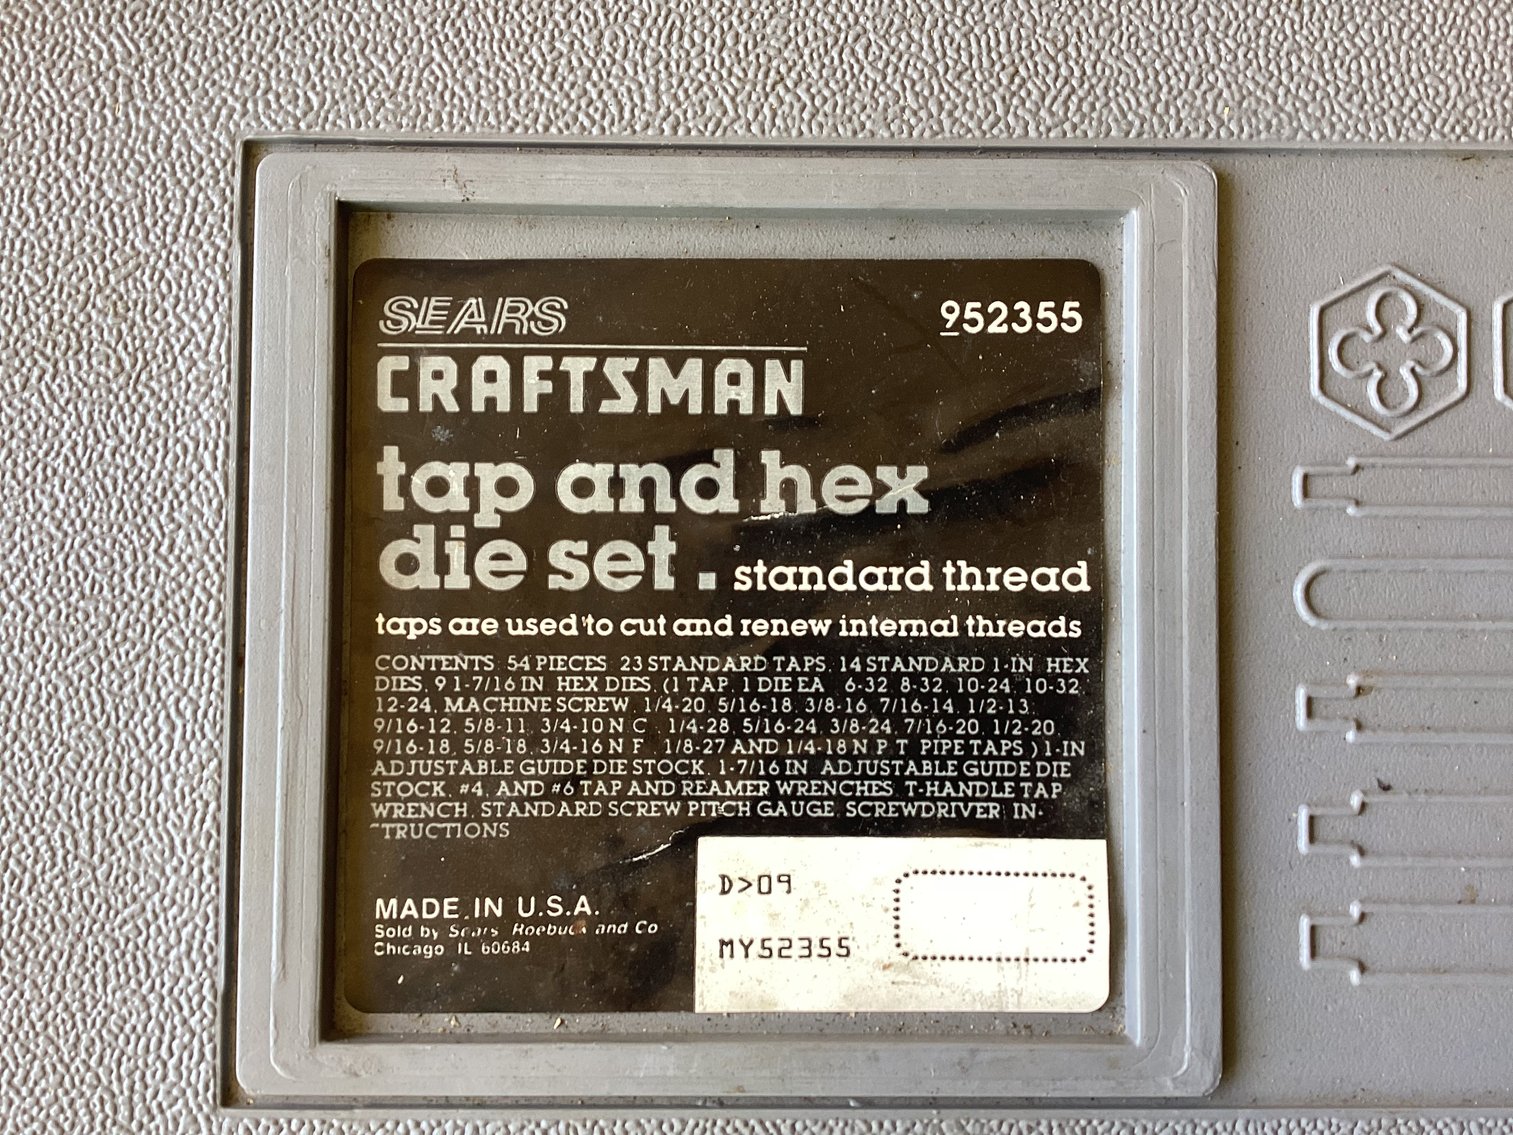 SEARS
952355
CRAFTSMAN
tap and hex
die set . standard thread
taps are used to cut and renew internal threads
CONTENTS 54 PIECES 23 STANDARD TAPS, 14 STANDARD 1-IN HEX
DIES, 9 1-7/16 IN HEX DIES, (1 TAP, 1 DIE EA 6-32, 8-32, 10-24, 10-32,
12-24, MACHINE SCREW, 1/4-20, 5/16-18, 3/8-16, 7/16-14, 1/2-13,
9/16-12, 5/8-11, 3/4-10 N C, 1/4-28, 5/16-24, 3/8-24, 7/16-20, 1/2-20,
9/16-18, 5/8-18, 3/4-16 N F, 1/8-27 AND 1/4-18 N P T PIPE TAPS ) 1-IN
ADJUSTABLE GUIDE DIE STOCK, 1-7/16 IN ADJUSTABLE GUIDE DIE
STOCK, #4, AND #6 TAP AND REAMER WRENCHES, T-HANDLE TAP
WRENCH, STANDARD SCREW PITCH GAUGE, SCREWDRIVER IN-
TRUCTIONS
MADE IN U.S.A.
Sold by Sears Roebuck and Co
Chicago IL 60684
D>09
MY52355